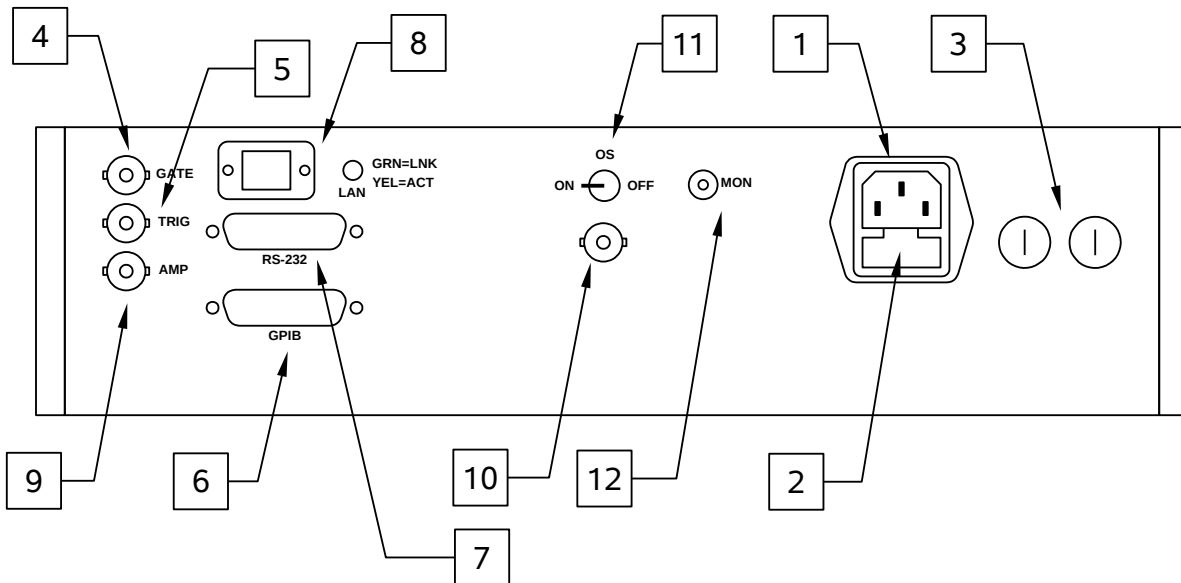 4
5
8
11
1
3
GATE
GRN=LNK
YEL=ACT
LAN
OS
ON
OFF
MON
TRIG
RS-232
AMP
GPIB
9
6
10
12
2
7